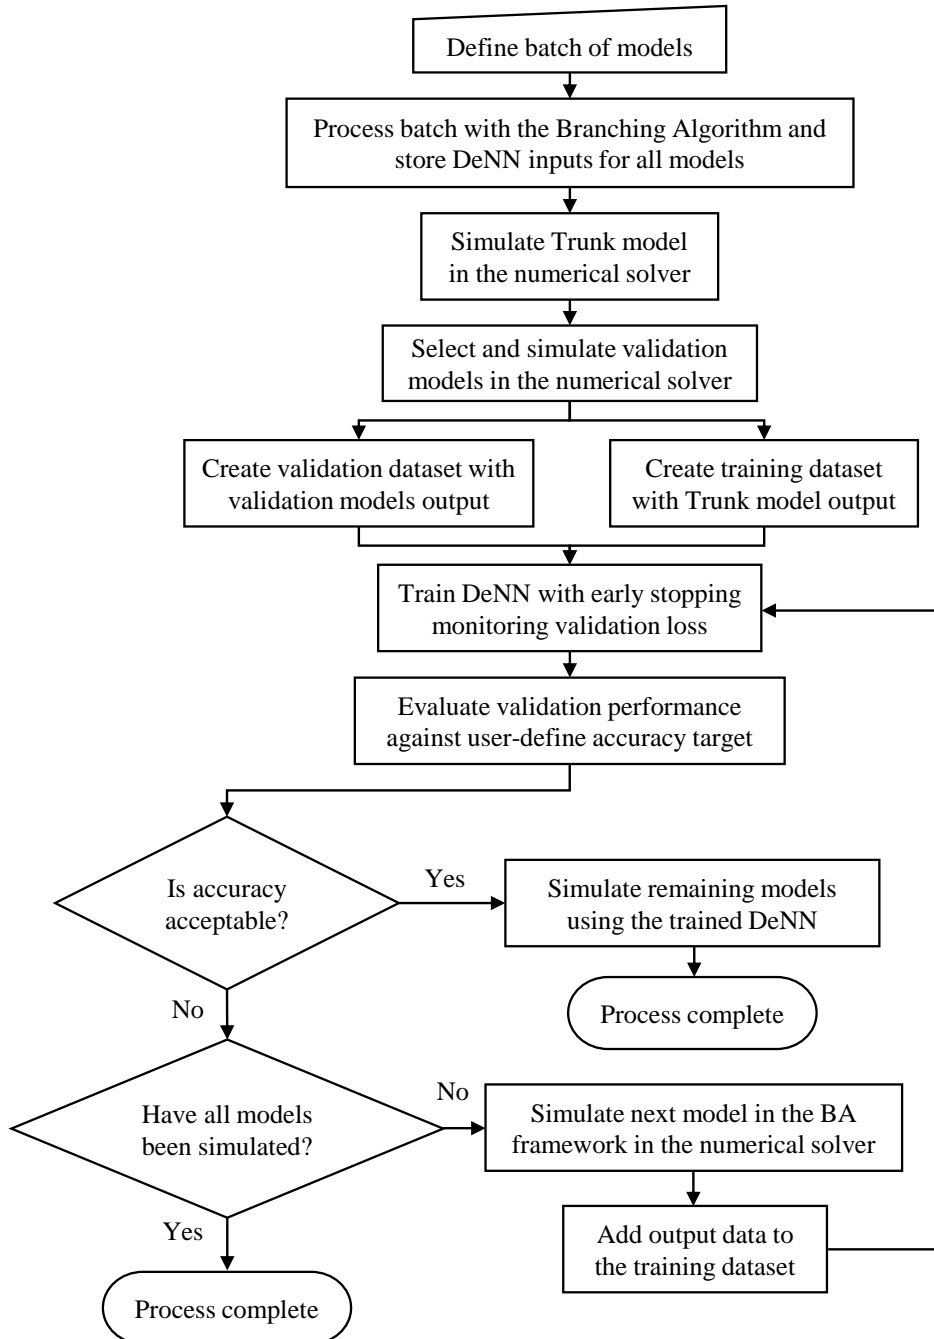 Define batch of models
Process batch with the Branching Algorithm and
store DeNN inputs for all models
Simulate Trunk model
in the numerical solver
Select and simulate validation
models in the numerical solver
Create validation dataset with
validation models output
Create training dataset
with Trunk model output
Train DeNN with early stopping
monitoring validation loss
Evaluate validation performance
against user-define accuracy target
Is accuracy
acceptable?
Yes
Simulate remaining models
using the trained DeNN
Process complete
No
Have all models
been simulated?
No
Simulate next model in the BA
framework in the numerical solver
Add output data to
the training dataset
Yes
Process complete